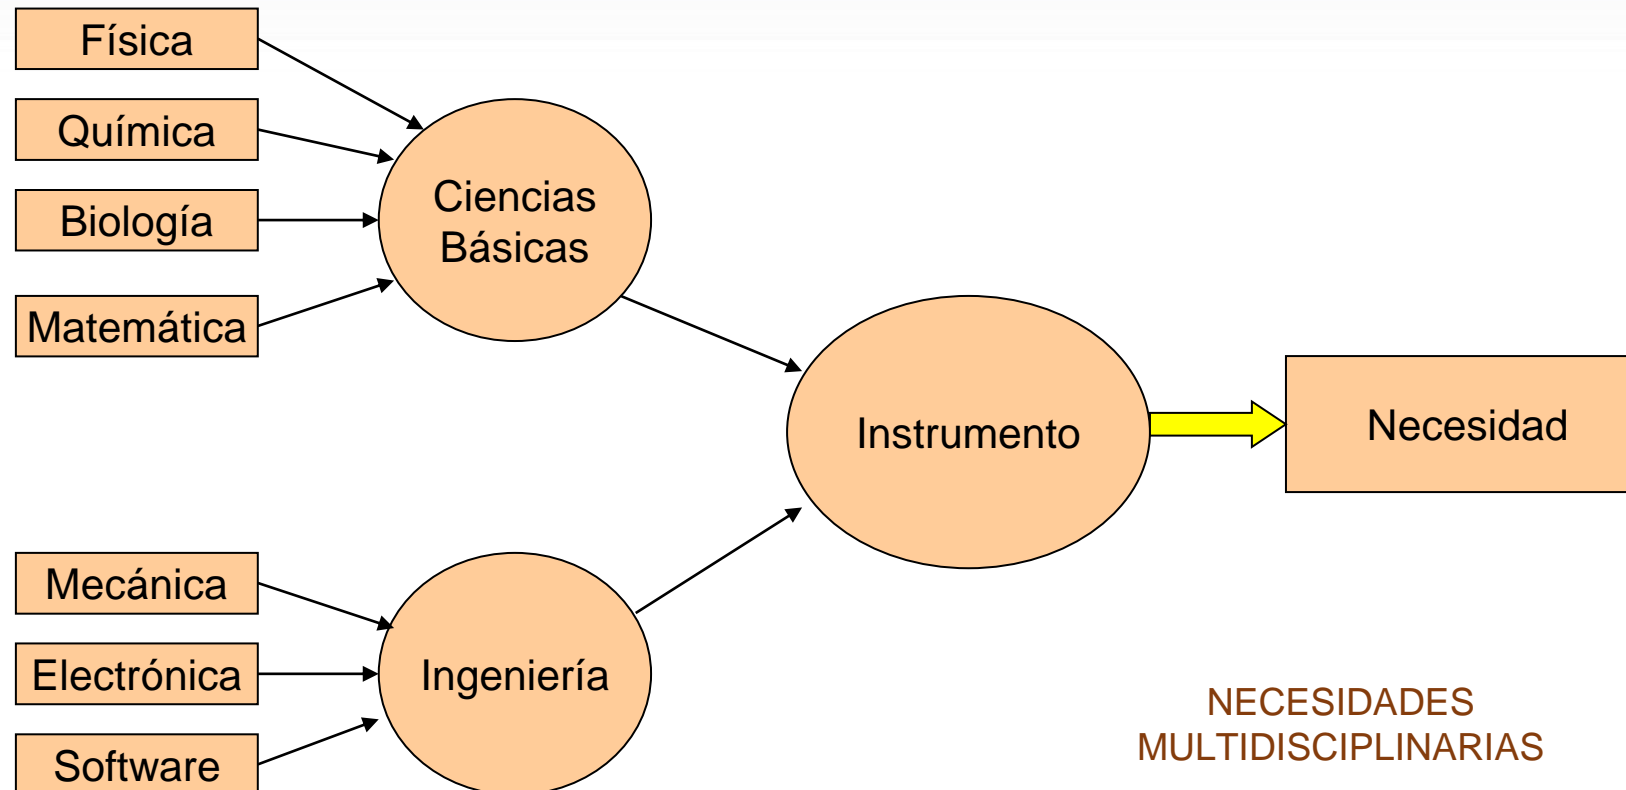 Física
Química
Biología
Matemática
Ciencias
Básicas
Instrumento
Necesidad
Mecánica
Electrónica
Software
Ingeniería
NECESIDADES
MULTIDISCIPLINARIAS